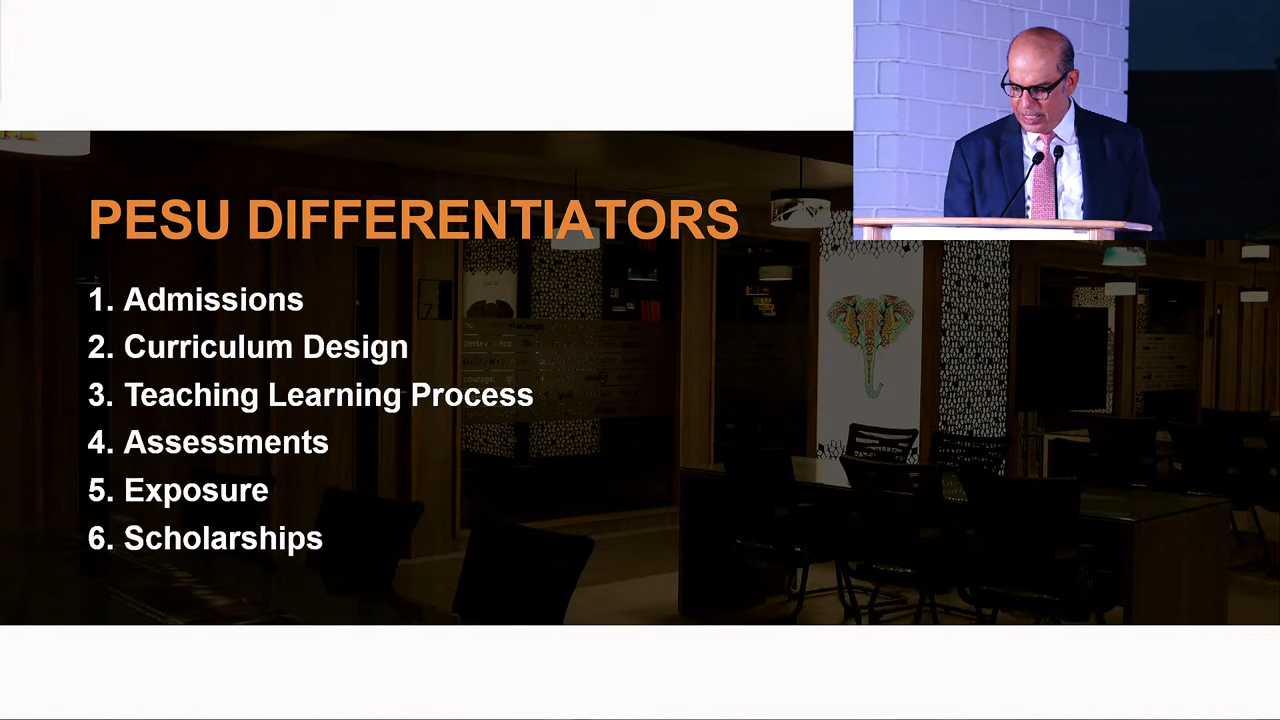 PESU DIFFERENTIATORS
1. Admissions
2. Curriculum Design
3. Teaching Learning Process
4. Assessments
5. Exposure
6. Scholarships